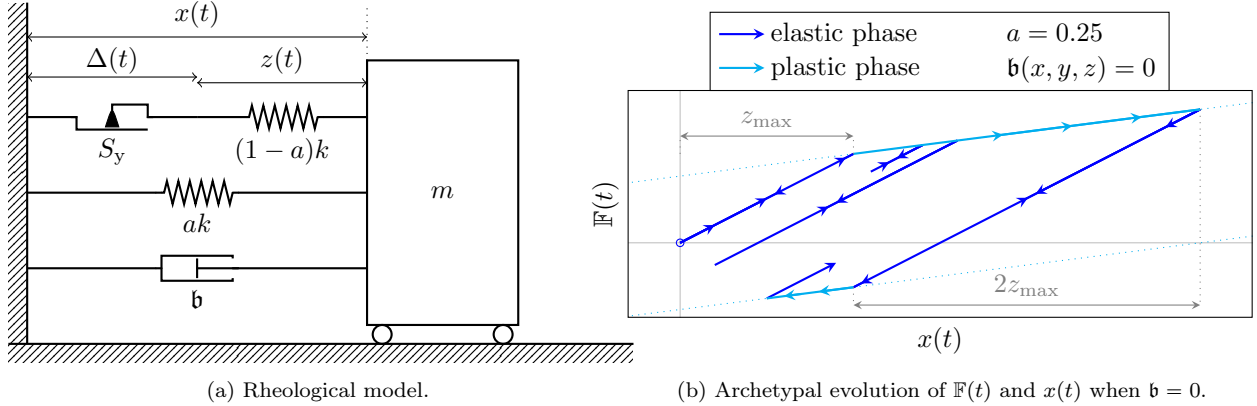 x(t)
Δ(t)
z(t)
S_y
(1 − a)k
ak
𝔟
m
(a) Rheological model.
elastic phase a = 0.25
plastic phase 𝔟(x, y, z) = 0
z_max
2z_max
𝔽(t)
x(t)
(b) Archetypal evolution of 𝔽(t) and x(t) when 𝔟 = 0.